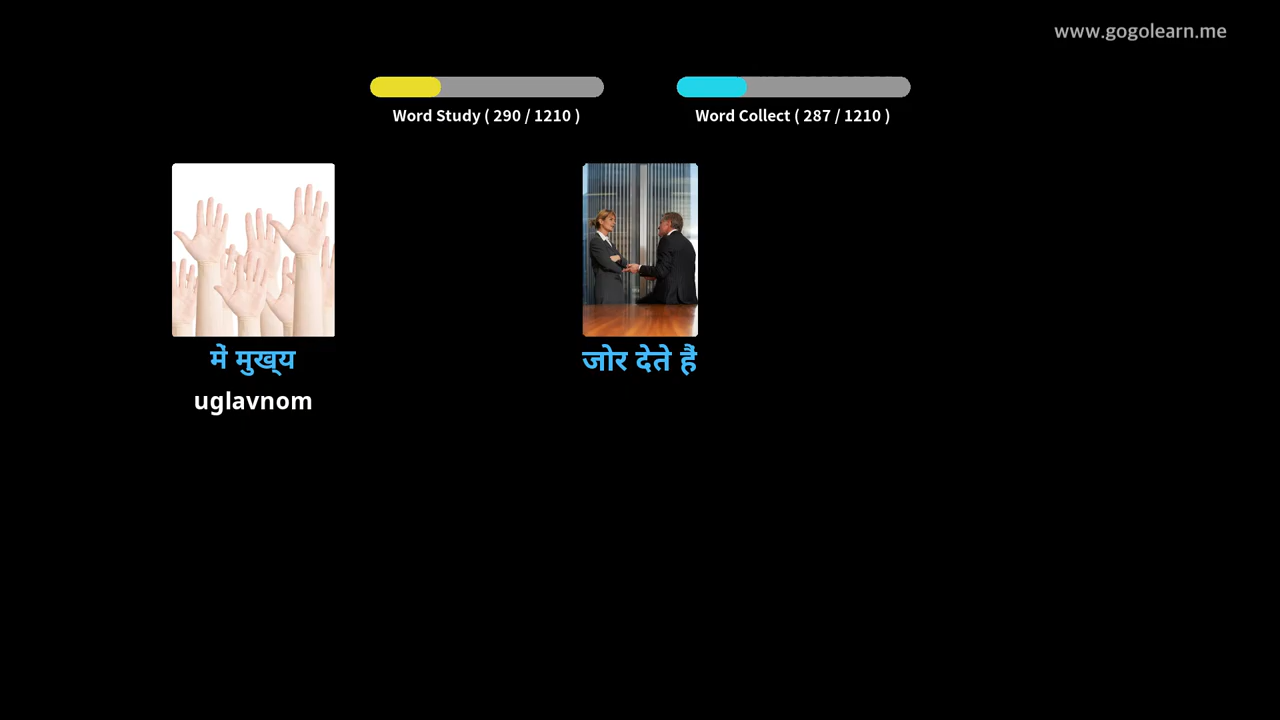 www.gogolearn.me
Word Study ( 290 / 1210 )
Word Collect ( 287 / 1210 )
में मुख्य
uglavnom
जोर देते हैं